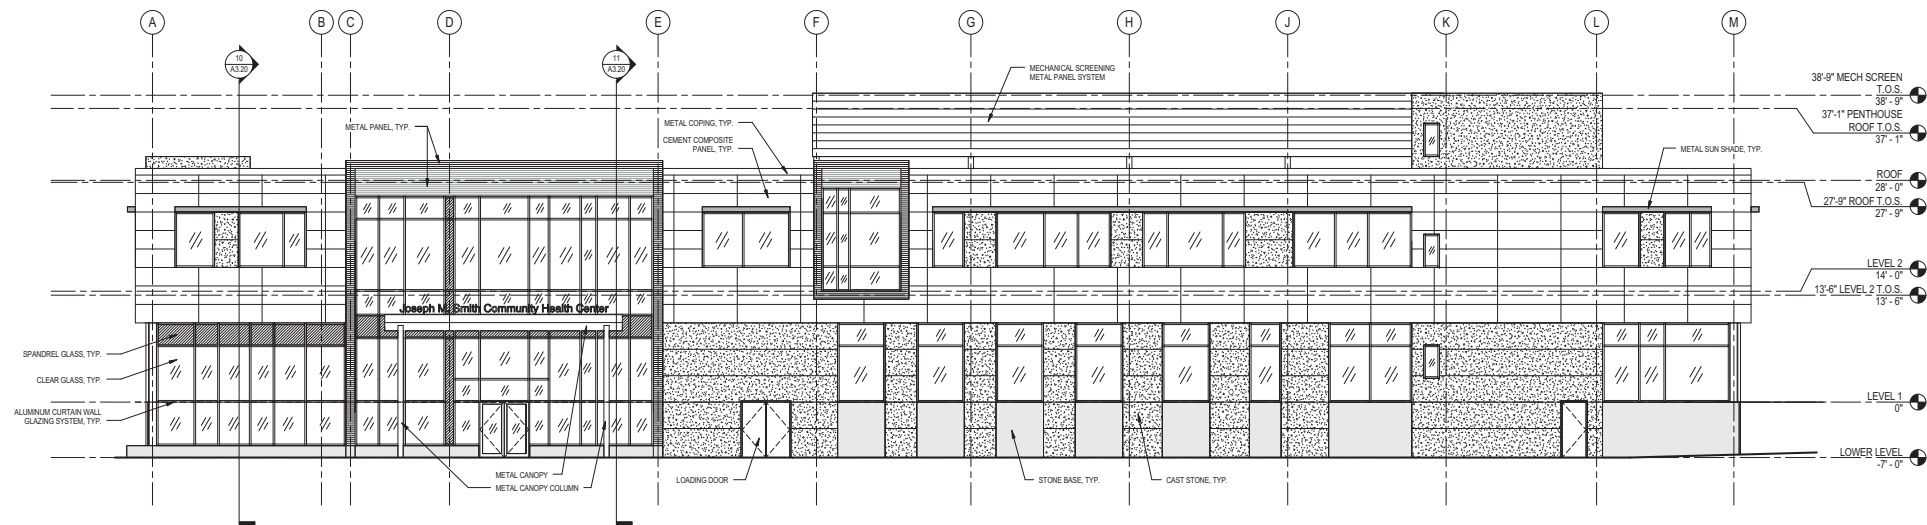 A
B
C
D
E
F
G
H
J
K
L
M
10
A3.20
11
A3.20
MECHANICAL SCREENING
METAL PANEL SYSTEM
38'-9" MECH SCREEN
T.O.S.
38' - 9"
37'-1" PENTHOUSE
ROOF T.O.S.
37' - 1"
METAL PANEL, TYP.
METAL COPING, TYP.
CEMENT COMPOSITE
PANEL, TYP.
METAL SUN SHADE, TYP.
ROOF
28' - 0"
27'-9" ROOF T.O.S.
27' - 9"
LEVEL 2
14' - 0"
13'-6" LEVEL 2 T.O.S.
13' - 6"
Joseph M. Smith Community Health Center
SPANDREL GLASS, TYP.
CLEAR GLASS, TYP.
ALUMINUM CURTAIN WALL
GLAZING SYSTEM, TYP.
LEVEL 1
0"
LOWER LEVEL
-7' - 0"
METAL CANOPY
METAL CANOPY COLUMN
LOADING DOOR
STONE BASE, TYP.
CAST STONE, TYP.